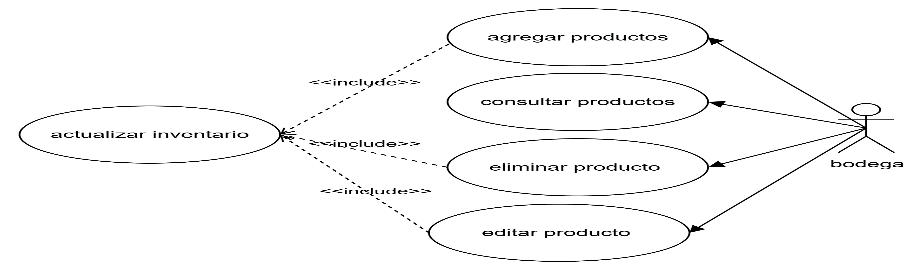 agregar productos
<<include>>
consultar productos
actualizar inventario
<<include>>
eliminar producto
bodega
<<include>>
editar producto